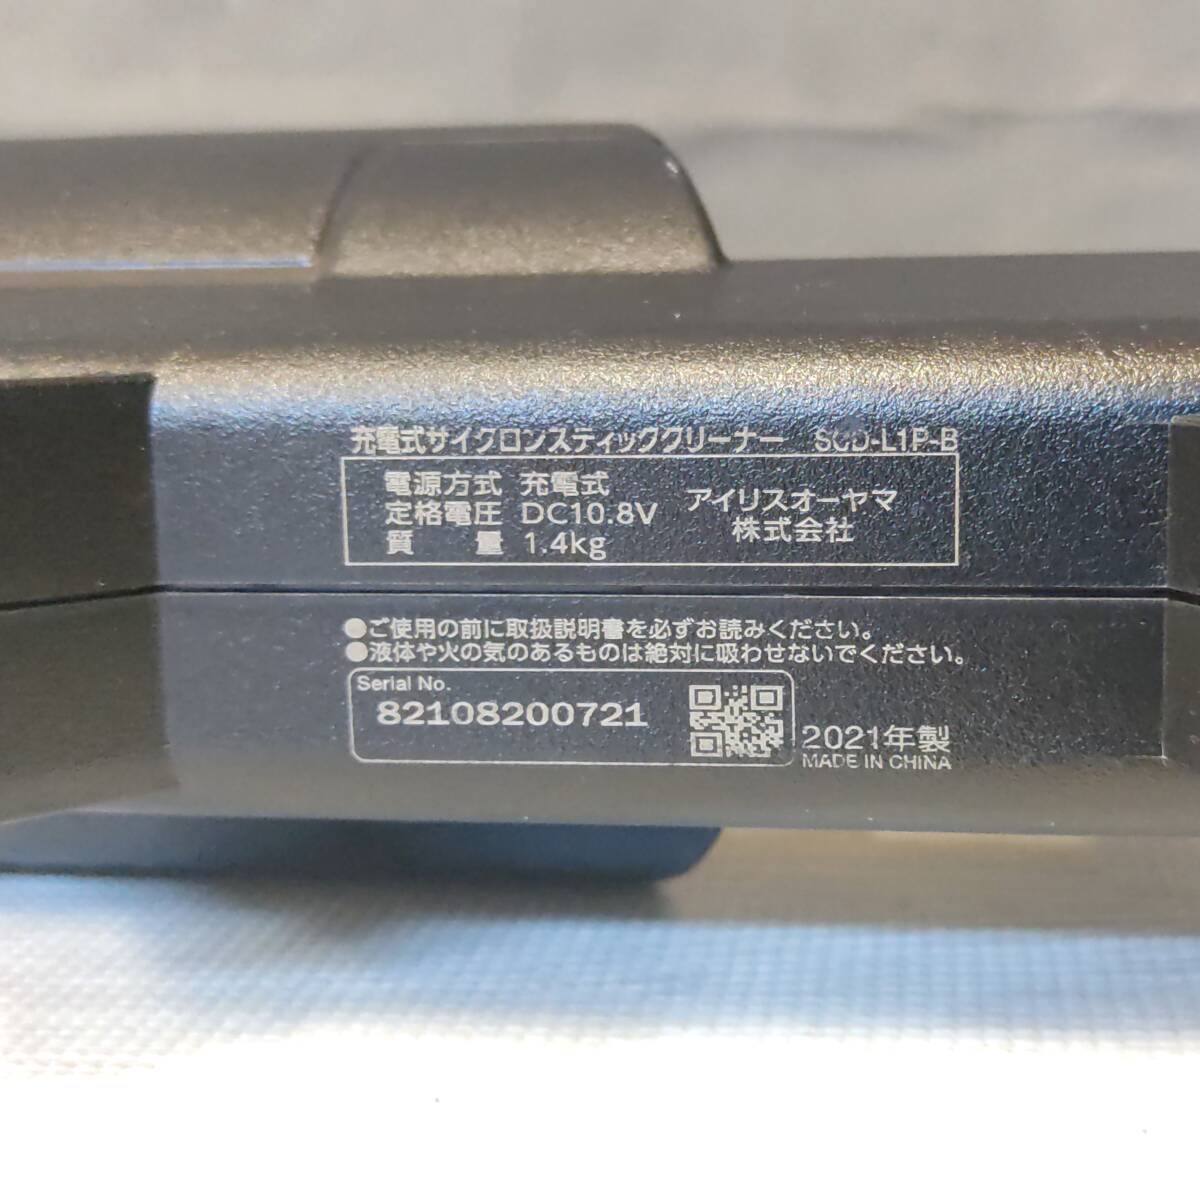 充電式サイクロンスティッククリーナー SCD-L1P-B
電源方式 充電式
定格電圧 DC10.8V
質 量 1.4kg
アイリスオーヤマ
株式会社
●ご使用の前に取扱説明書を必ずお読みください。
●液体や火の気のあるものは絶対に吸わせないでください。
Serial No.
82108200721
2021年製
MADE IN CHINA